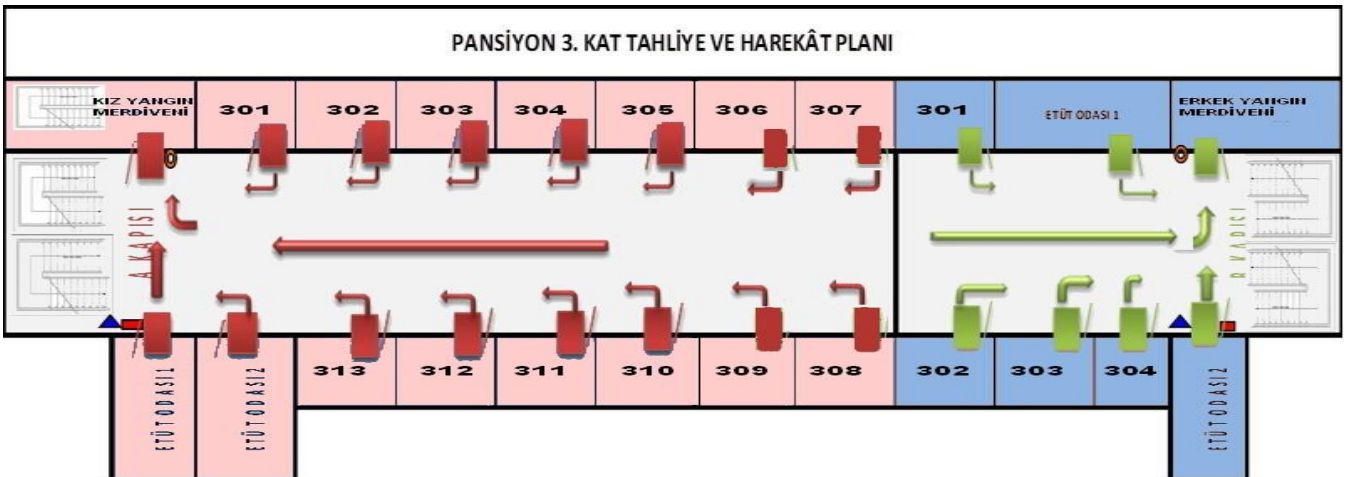 PANSİYON 3. KAT TAHLİYE VE HAREKÂT PLANI
KIZ YANGIN
MERDİVENİ
301
302
303
304
305
306
307
301
ETÜT ODASI 1
ERKEK YANGIN
MERDİVENİ
A KAPISI
ETÜT ODASI 1
ETÜT ODASI 2
313
312
311
310
309
308
302
303
304
ETÜT ODASI 2